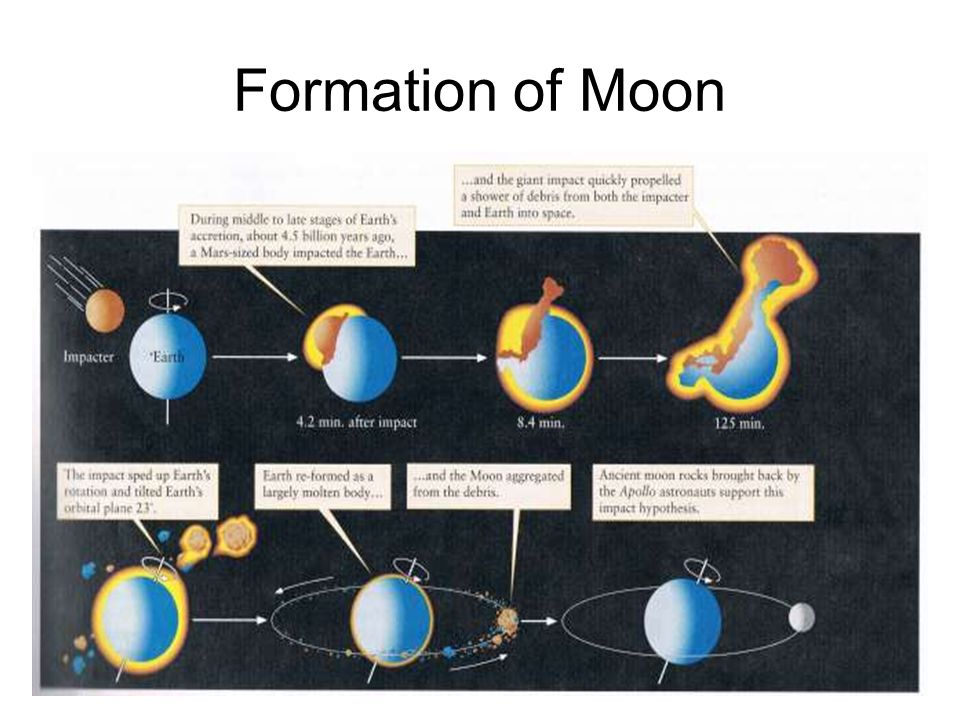 Formation of Moon
...and the giant impact quickly propelled
a shower of debris from both the impacter
and Earth into space.
During middle to late stages of Earth's
accretion, about 4.5 billion years ago,
a Mars-sized body impacted the Earth...
Impacter
Earth
4.2 min. after impact
8.4 min.
125 min.
The impact sped up Earth's
rotation and tilted Earth's
orbital plane 23°.
Earth re-formed as a
largely molten body...
...and the Moon aggregated
from the debris.
Ancient moon rocks brought back by
the Apollo astronauts support this
impact hypothesis.